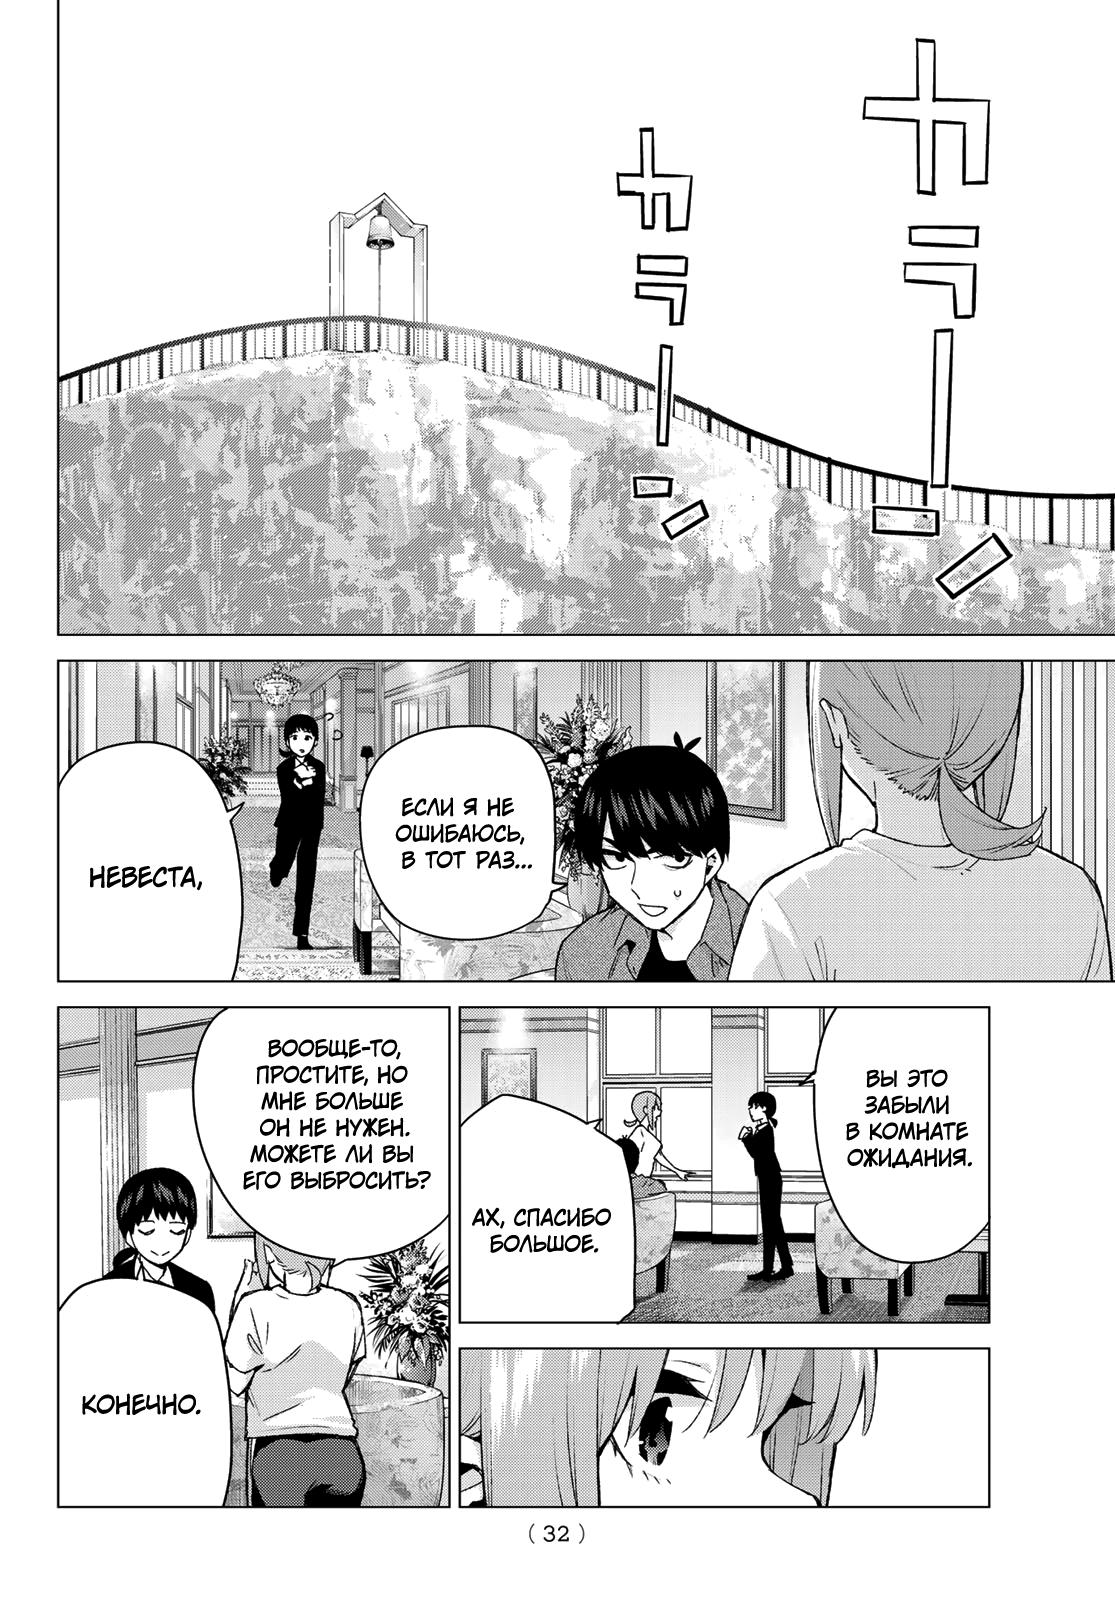 カラーン
カラーン
ЕСЛИ Я НЕ
ОШИБАЮСЬ,
В ТОТ РАЗ...
НЕВЕСТА,
ВЫ ЭТО
ЗАБЫЛИ
В КОМНАТЕ
ОЖИДАНИЯ.
АХ, СПАСИБО
БОЛЬШОЕ.
ВООБЩЕ-ТО,
ПРОСТИТЕ, НО
МНЕ БОЛЬШЕ
ОН НЕ НУЖЕН.
МОЖЕТЕ ЛИ ВЫ
ЕГО ВЫБРОСИТЬ?
КОНЕЧНО.
( 32 )